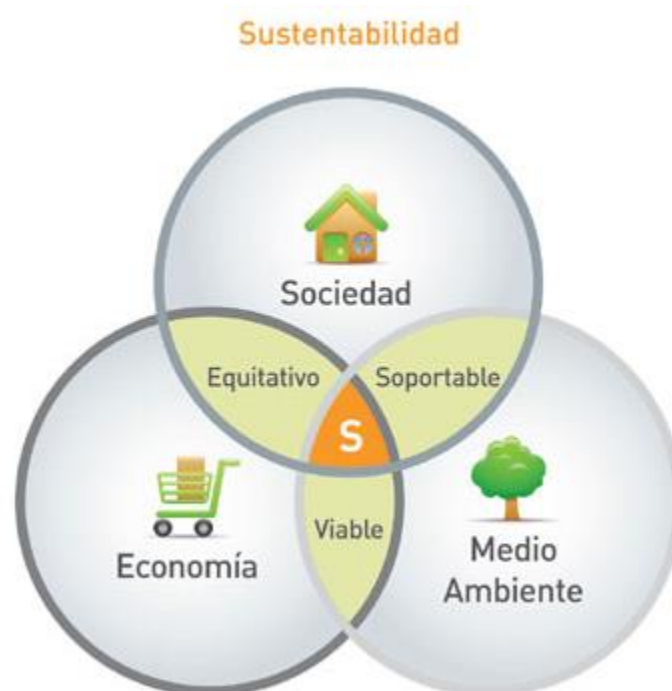 Sustentabilidad
Sociedad
Equitativo
Soportable
S
Viable
Economía
Medio
Ambiente